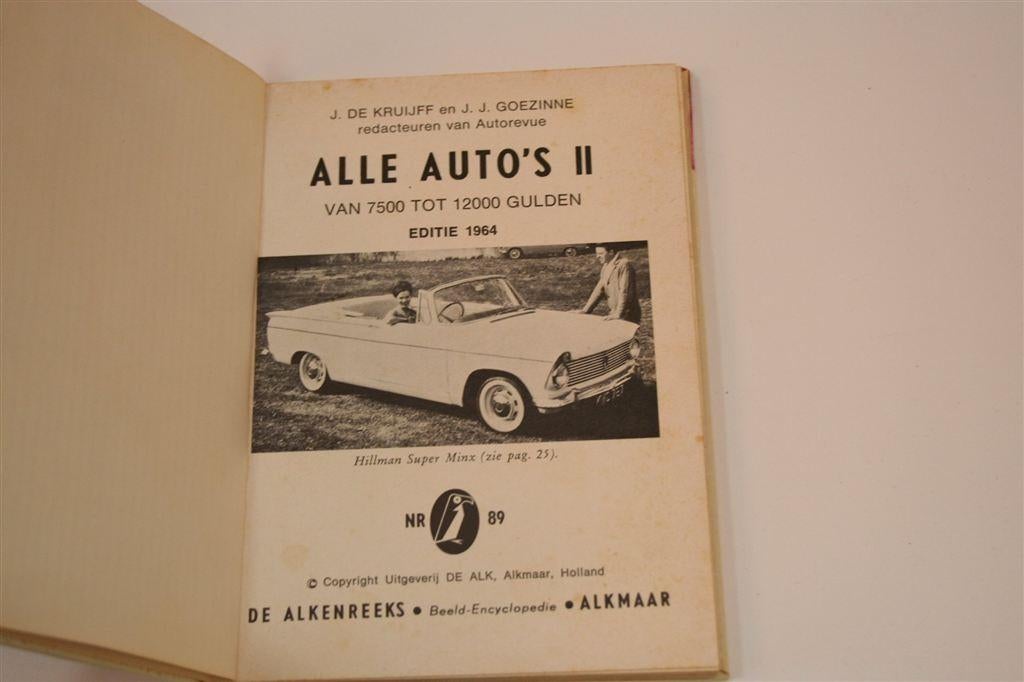 J. DE KRUIJFF en J. J. GOEZINNE
redacteuren van Autorevue
ALLE AUTO'S II
VAN 7500 TOT 12000 GULDEN
EDITIE 1964
Hillman Super Minx (zie pag. 25).
NR 89
© Copyright Uitgeverij DE ALK, Alkmaar, Holland
DE ALKENREEKS • Beeld-Encyclopedie • ALKMAAR